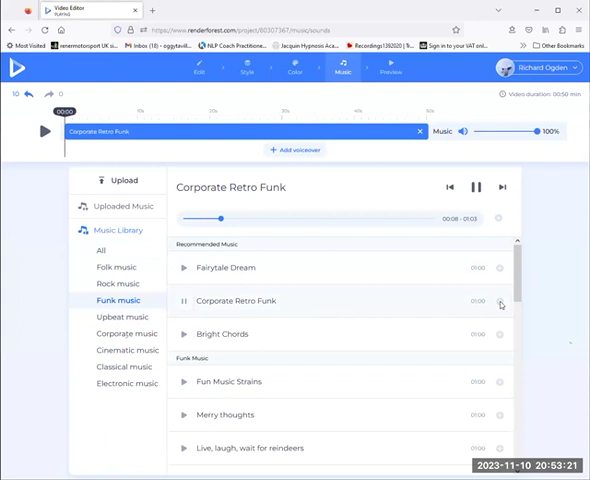 Video Editor
PLAYING
https://www.renderforest.com/project/60307367/music/sounds
Most Visited
renermotorsport UK si...
Inbox (18) - oggytavill...
NLP Coach Practitione...
Jacquin Hypnosis Aca...
Recordings1392020 | T...
Sign in to your VAT onl...
Other Bookmarks
Edit
Style
Color
Music
Preview
Richard Ogden
10
0
Video duration: 00:50 min
00:00
10s
20s
30s
40s
50s
Corporate Retro Funk
Music
100%
+ Add voiceover
Upload
Uploaded Music
Music Library
All
Folk music
Rock music
Funk music
Upbeat music
Corporate music
Cinematic music
Classical music
Electronic music
Corporate Retro Funk
00:08 - 01:03
Recommended Music
Fairytale Dream
01:00
Corporate Retro Funk
01:00
Bright Chords
01:00
Funk Music
Fun Music Strains
01:00
Merry thoughts
01:00
Live, laugh, wait for reindeers
01:00
2023-11-10 20:53:21